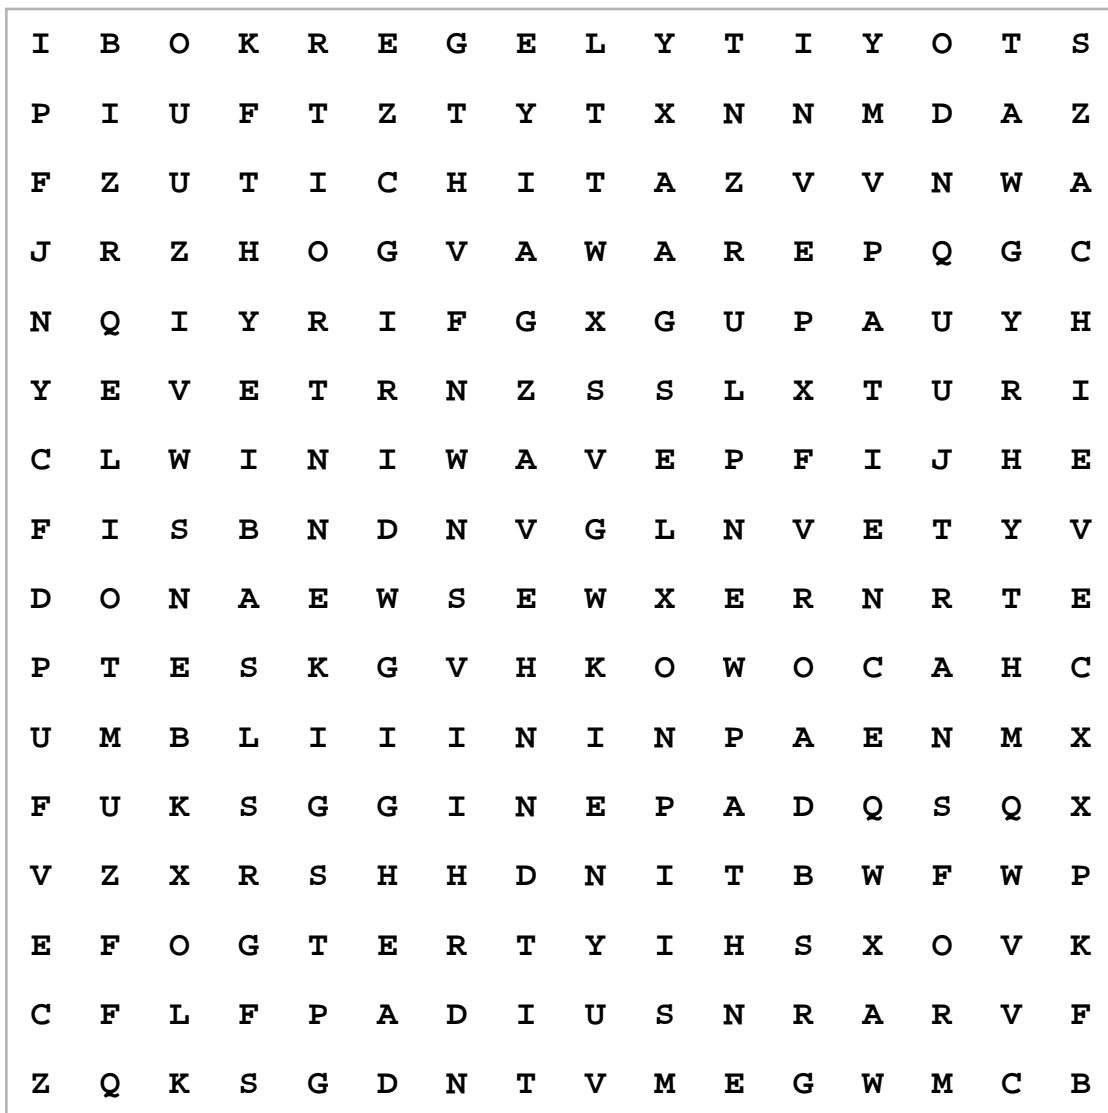 I B O K R E G E L Y T I Y O T S
P I U F T Z T Y T X N N M D A Z
F Z U T I C H I T A Z V V N W A
J R Z H O G V A W A R E P Q G C
N Q I Y R I F G X G U P A U Y H
Y E V E T R N Z S S L X T U R I
C L W I N I W A V E P F I J H E
F I S B N D N V G L N V E T Y V
D O N A E W S E W X E R N R T E
P T E S K G V H K O W O C A H C
U M B L I I I N I N P A E N M X
F U K S G G I N E P A D Q S Q X
V Z X R S H H D N I T B W F W P
E F O G T E R T Y I H S X O V K
C F L F P A D I U S N R A R V F
Z Q K S G D N T V M E G W M C B